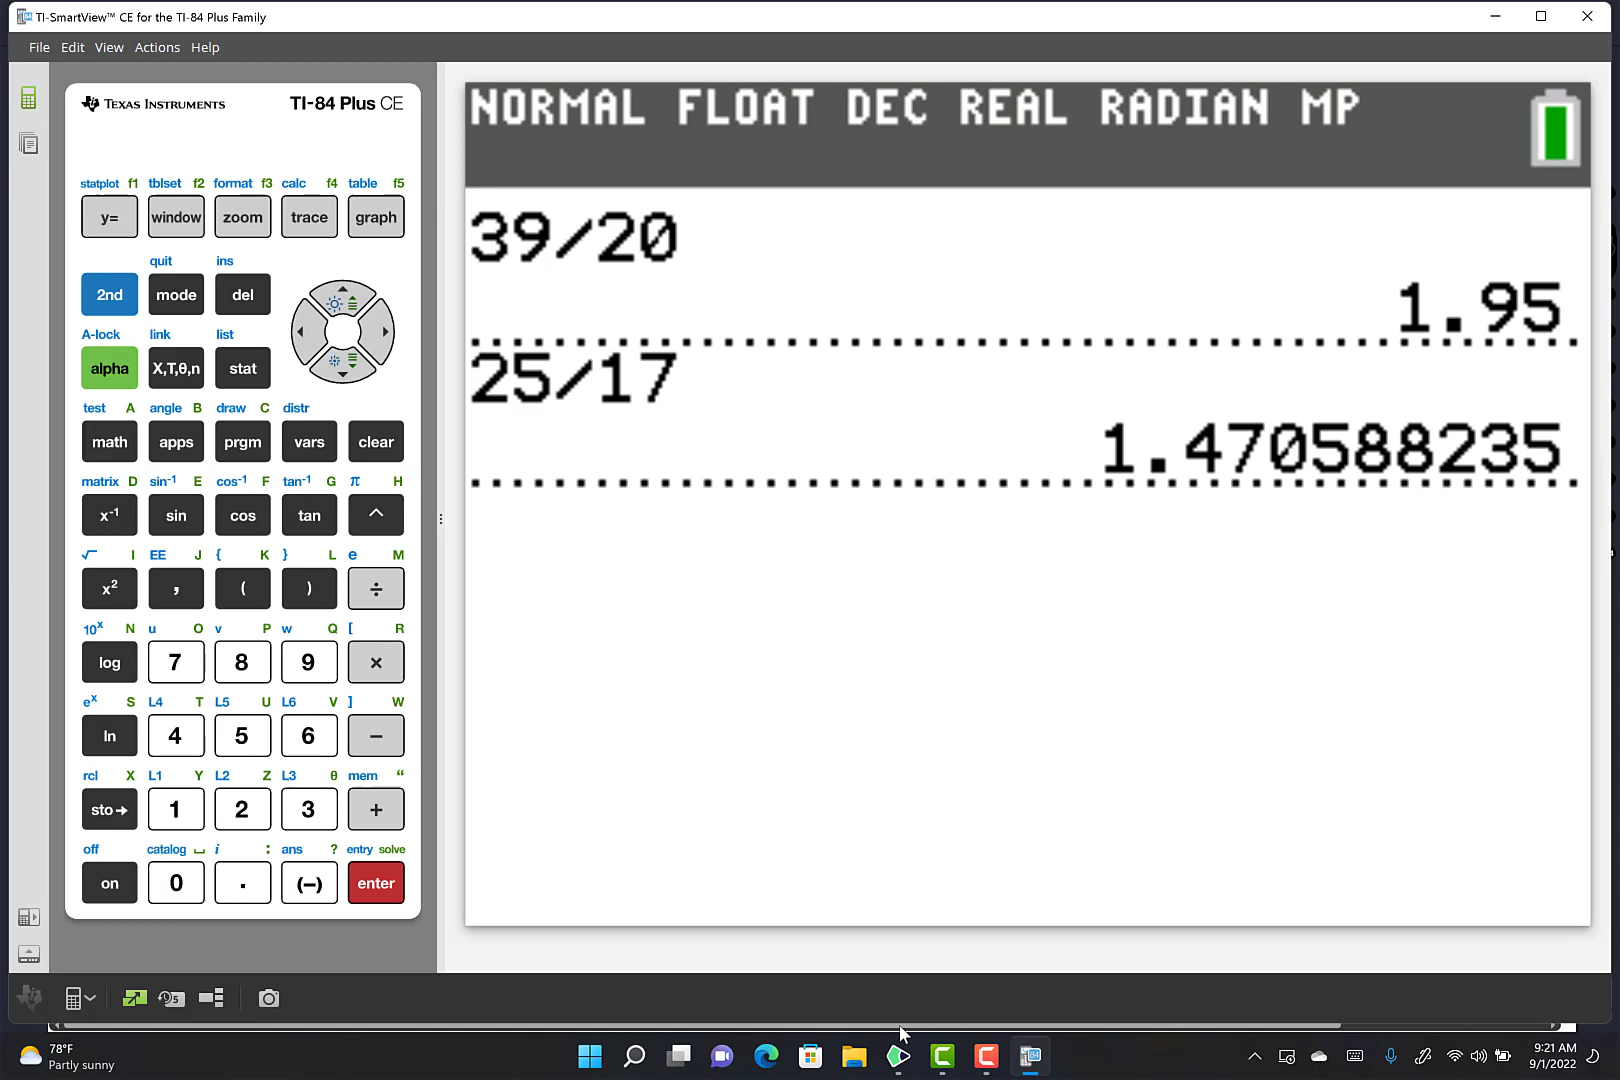 TI-SmartView™ CE for the TI-84 Plus Family
File Edit View Actions Help
TEXAS INSTRUMENTS TI-84 Plus CE
statplot f1 tblset f2 format f3 calc f4 table f5
y= window zoom trace graph
quit ins
2nd mode del
A-lock link list
alpha X,T,θ,n stat
test A angle B draw C distr
math apps prgm vars clear
matrix D sin-1 E cos-1 F tan-1 G π H
x-1 sin cos tan ^
√ I EE J { K } L e M
x2 , ( ) ÷
10x N u O v P w Q [ R
log 7 8 9 ×
ex S L4 T L5 U L6 V ] W
ln 4 5 6 −
rcl X L1 Y L2 Z L3 θ mem “
sto→ 1 2 3 +
off catalog ⎵ i : ans ? entry solve
on 0 . (−) enter
NORMAL FLOAT DEC REAL RADIAN MP
39/20
1.95
25/17
1.470588235
78°F
Partly sunny
9:21 AM
9/1/2022